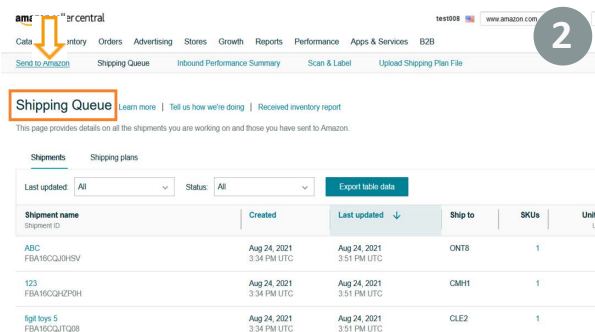 ama er central
test008 www.amazon.com
2
Cata entory Orders Advertising Stores Growth Reports Performance Apps & Services B2B
Send to Amazon Shipping Queue Inbound Performance Summary Scan & Label Upload Shipping Plan File
Shipping Queue Learn more | Tell us how we're doing | Received inventory report
This page provides details on all the shipments you are working on and those you have sent to Amazon.
Shipments Shipping plans
Last updated: All Status: All Export table data
Shipment name Created Last updated Ship to SKUs Unit
Shipment ID
ABC Aug 24, 2021 Aug 24, 2021 ONT8 1
FBA16CQJ0HSV 3:34 PM UTC 3:51 PM UTC
123 Aug 24, 2021 Aug 24, 2021 CMH1 1
FBA16CQHZP0H 3:34 PM UTC 3:51 PM UTC
figit toys 5 Aug 24, 2021 Aug 24, 2021 CLE2 1
FBA16CQJTQ08 3:34 PM UTC 3:51 PM UTC